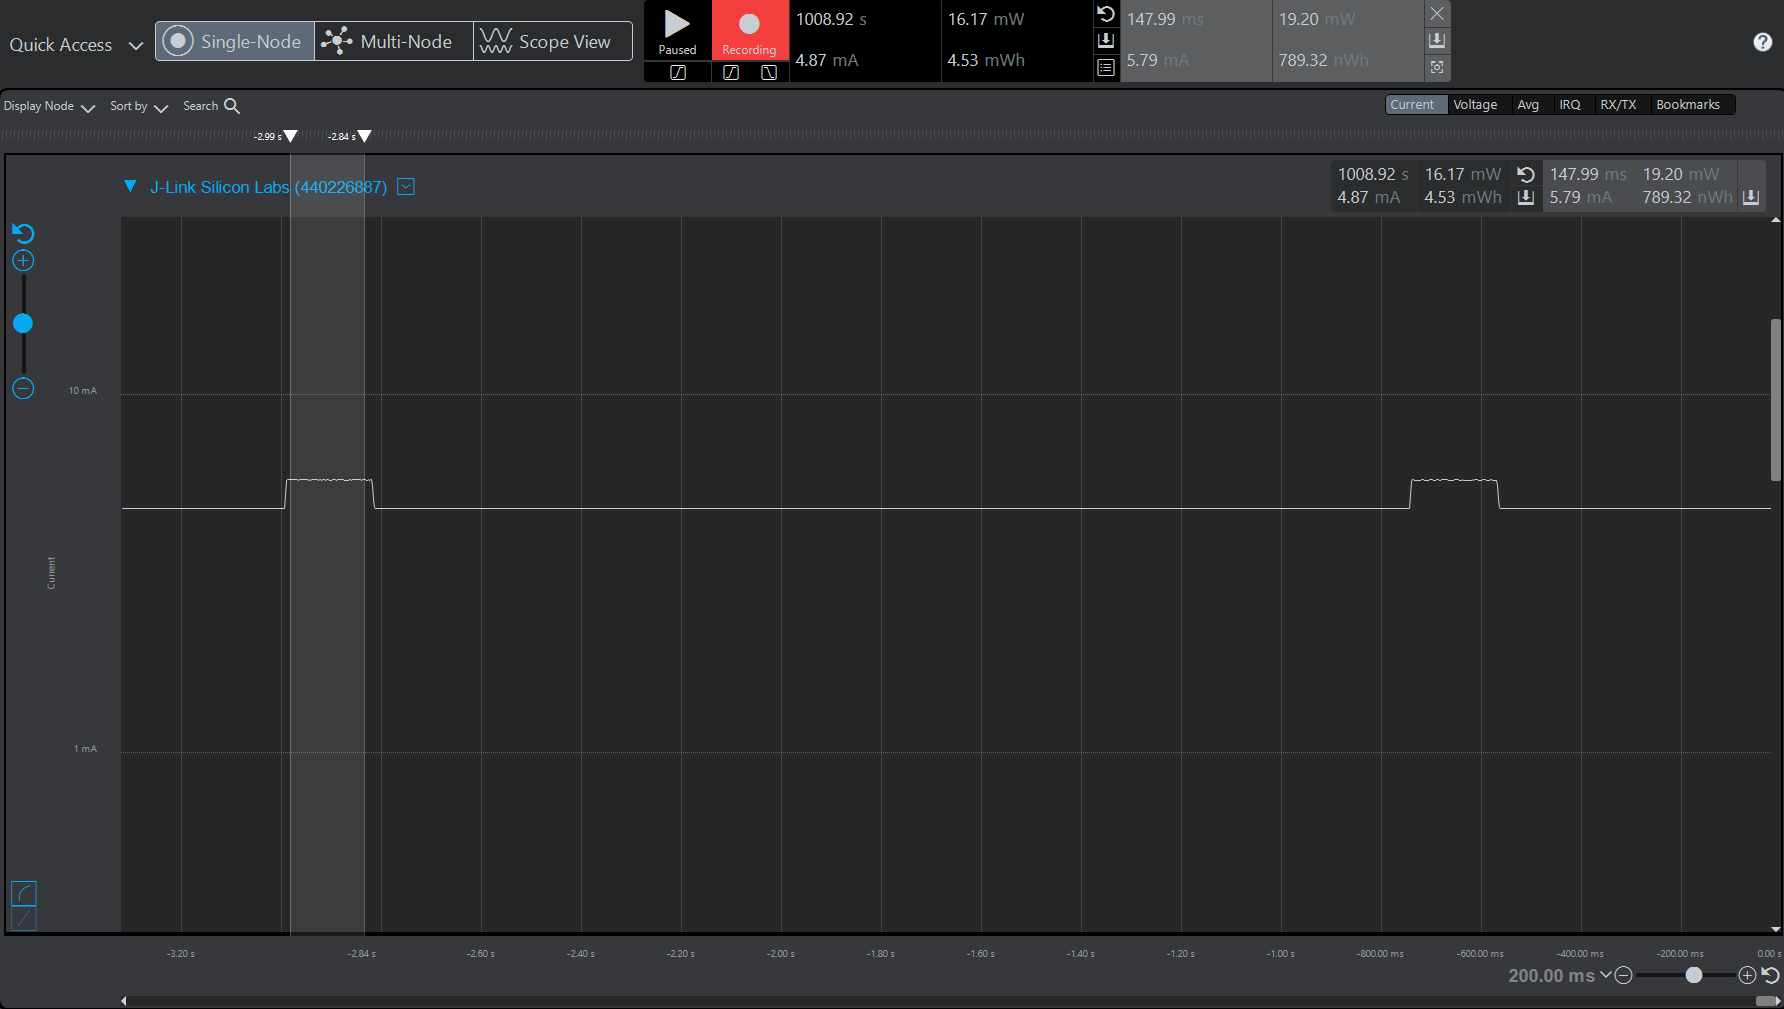 Quick Access
Single-Node
Multi-Node
Scope View
Paused
Recording
1008.92 s
4.87 mA
16.17 mW
4.53 mWh
147.99 ms
5.79 mA
19.20 mW
789.32 nWh
Display Node
Sort by
Search
Current Voltage Avg IRQ RX/TX Bookmarks
-2.99 s -2.84 s
J-Link Silicon Labs (440226887)
1008.92 s 16.17 mW 147.99 ms 19.20 mW
4.87 mA 4.53 mWh 5.79 mA 789.32 nWh
10 mA
Current
1 mA
-3.20 s -2.84 s -2.60 s -2.40 s -2.20 s -2.00 s -1.80 s -1.60 s -1.40 s -1.20 s -1.00 s -800.00 ms -600.00 ms -400.00 ms -200.00 ms 0.00 s
200.00 ms